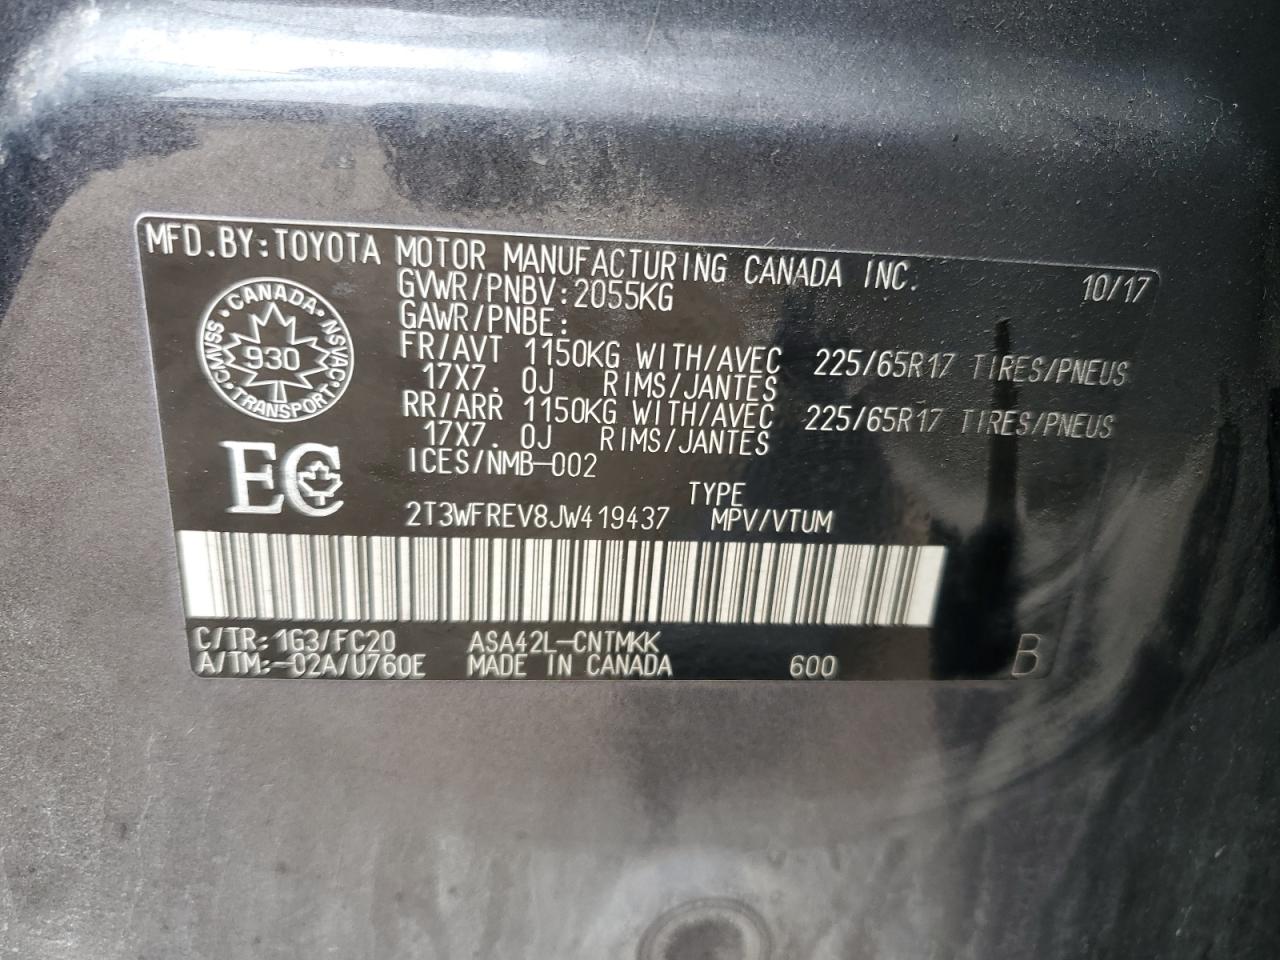 MFD.BY:TOYOTA MOTOR MANUFACTURING CANADA INC. 10/17
GVWR/PNBV:2055KG
GAWR/PNBE:
FR/AVT 1150KG WITH/AVEC 225/65R17 TIRES/PNEUS
17X7.0J RIMS/JANTES
RR/ARR 1150KG WITH/AVEC 225/65R17 TIRES/PNEUS
17X7.0J RIMS/JANTES
ICES/NMB-002
CANADA
CMVSS 930 NSVAC
TRANSPORT
EC
TYPE
2T3WFREV8JW419437 MPV/VTUM
C/TR: 1G3/FC20 ASA42L-CNTMKK
A/TM:-02A/U760E MADE IN CANADA 600 B